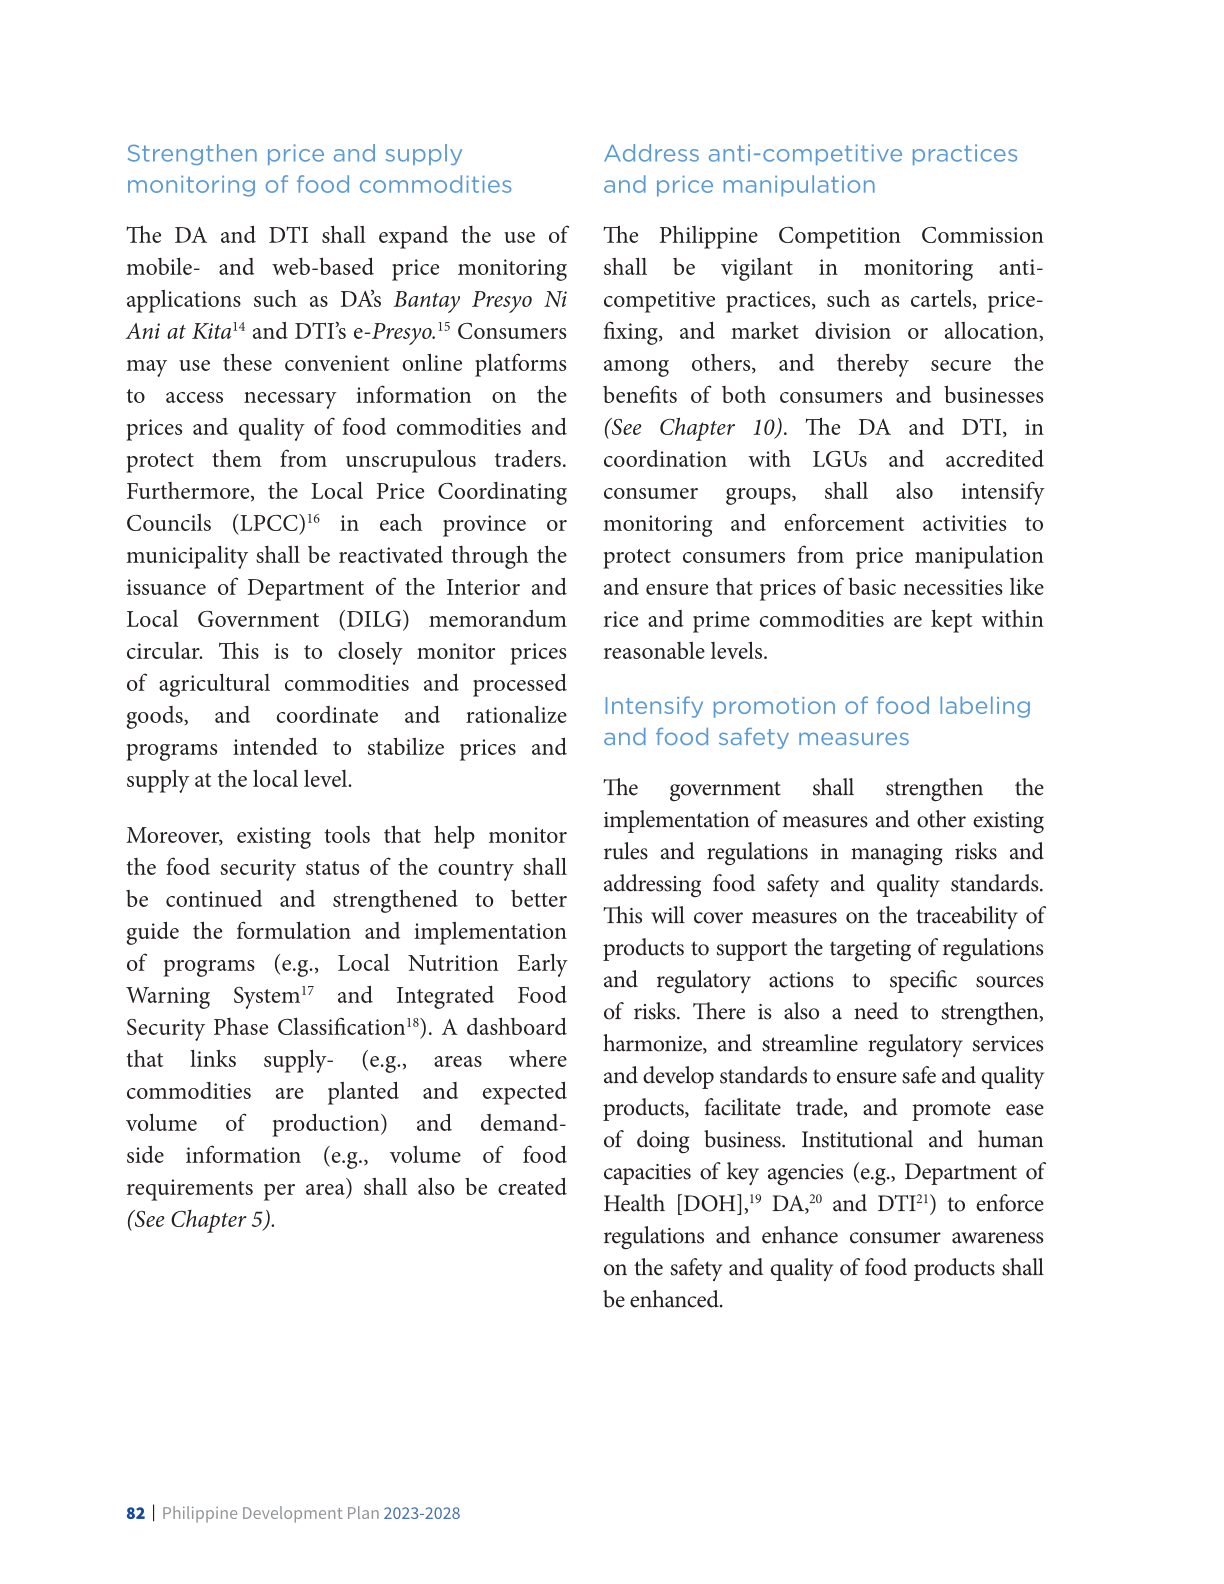 Strengthen price and supply
monitoring of food commodities
The DA and DTI shall expand the use of
mobile- and web-based price monitoring
applications such as DA’s Bantay Presyo Ni
Ani at Kita14 and DTI’s e-Presyo.15 Consumers
may use these convenient online platforms
to access necessary information on the
prices and quality of food commodities and
protect them from unscrupulous traders.
Furthermore, the Local Price Coordinating
Councils (LPCC)16 in each province or
municipality shall be reactivated through the
issuance of Department of the Interior and
Local Government (DILG) memorandum
circular. This is to closely monitor prices
of agricultural commodities and processed
goods, and coordinate and rationalize
programs intended to stabilize prices and
supply at the local level.
Moreover, existing tools that help monitor
the food security status of the country shall
be continued and strengthened to better
guide the formulation and implementation
of programs (e.g., Local Nutrition Early
Warning System17 and Integrated Food
Security Phase Classification18). A dashboard
that links supply- (e.g., areas where
commodities are planted and expected
volume of production) and demand-
side information (e.g., volume of food
requirements per area) shall also be created
(See Chapter 5).
Address anti-competitive practices
and price manipulation
The Philippine Competition Commission
shall be vigilant in monitoring anti-
competitive practices, such as cartels, price-
fixing, and market division or allocation,
among others, and thereby secure the
benefits of both consumers and businesses
(See Chapter 10). The DA and DTI, in
coordination with LGUs and accredited
consumer groups, shall also intensify
monitoring and enforcement activities to
protect consumers from price manipulation
and ensure that prices of basic necessities like
rice and prime commodities are kept within
reasonable levels.
Intensify promotion of food labeling
and food safety measures
The government shall strengthen the
implementation of measures and other existing
rules and regulations in managing risks and
addressing food safety and quality standards.
This will cover measures on the traceability of
products to support the targeting of regulations
and regulatory actions to specific sources
of risks. There is also a need to strengthen,
harmonize, and streamline regulatory services
and develop standards to ensure safe and quality
products, facilitate trade, and promote ease
of doing business. Institutional and human
capacities of key agencies (e.g., Department of
Health [DOH],19 DA,20 and DTI21) to enforce
regulations and enhance consumer awareness
on the safety and quality of food products shall
be enhanced.
82 | Philippine Development Plan 2023-2028